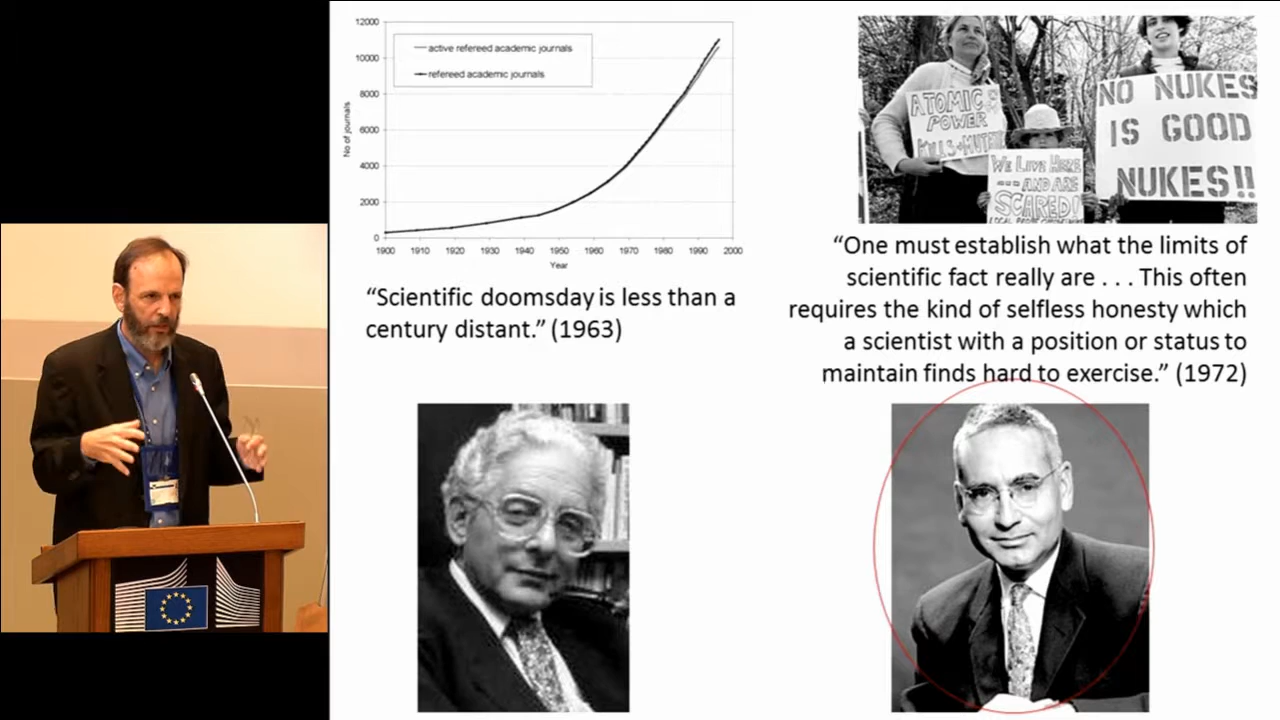 12000
active refereed academic journals
refereed academic journals
10000
8000
6000
4000
2000
0
No of journals
1900 1910 1920 1930 1940 1950 1960 1970 1980 1990 2000
Year
“Scientific doomsday is less than a
century distant.” (1963)
ATOMIC
POWER
KILLS+MUTATES
WE LIVE HERE
---AND ARE
SCARED!
NO NUKES
IS GOOD
NUKES!!
“One must establish what the limits of
scientific fact really are . . . This often
requires the kind of selfless honesty which
a scientist with a position or status to
maintain finds hard to exercise.” (1972)